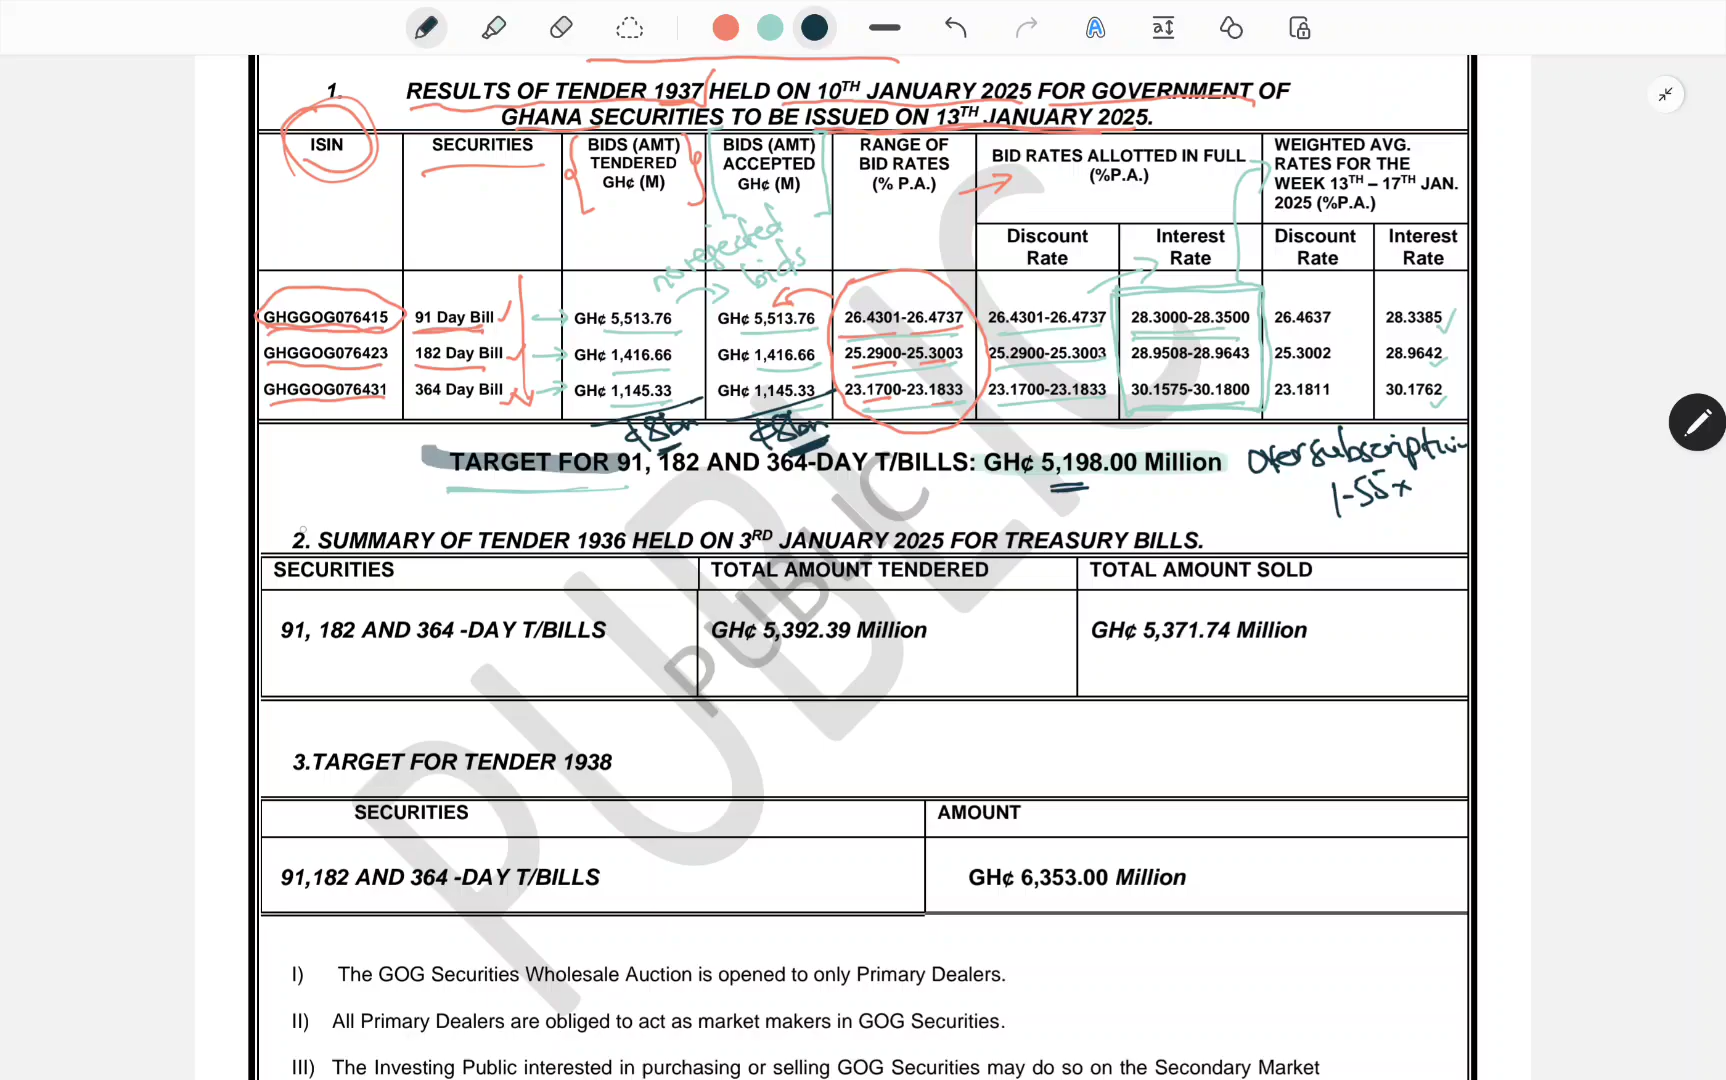 1. RESULTS OF TENDER 1937 HELD ON 10TH JANUARY 2025 FOR GOVERNMENT OF
GHANA SECURITIES TO BE ISSUED ON 13TH JANUARY 2025.
ISIN SECURITIES BIDS (AMT) TENDERED GH¢ (M) BIDS (AMT) ACCEPTED GH¢ (M) RANGE OF BID RATES (% P.A.) BID RATES ALLOTTED IN FULL (%P.A.) WEIGHTED AVG. RATES FOR THE WEEK 13TH – 17TH JAN. 2025 (%P.A.)
Discount Rate Interest Rate Discount Rate Interest Rate
no rejected
bids
GHGGOG076415 91 Day Bill GH¢ 5,513.76 GH¢ 5,513.76 26.4301-26.4737 26.4301-26.4737 28.3000-28.3500 26.4637 28.3385
GHGGOG076423 182 Day Bill GH¢ 1,416.66 GH¢ 1,416.66 25.2900-25.3003 25.2900-25.3003 28.9508-28.9643 25.3002 28.9642
GHGGOG076431 364 Day Bill GH¢ 1,145.33 GH¢ 1,145.33 23.1700-23.1833 23.1700-23.1833 30.1575-30.1800 23.1811 30.1762
¢8bn ¢8bn
TARGET FOR 91, 182 AND 364-DAY T/BILLS: GH¢ 5,198.00 Million
Oversubscription
1-55x
2. SUMMARY OF TENDER 1936 HELD ON 3RD JANUARY 2025 FOR TREASURY BILLS.
SECURITIES TOTAL AMOUNT TENDERED TOTAL AMOUNT SOLD
91, 182 AND 364 -DAY T/BILLS GH¢ 5,392.39 Million GH¢ 5,371.74 Million
PUBLIC
PUBLIC
3.TARGET FOR TENDER 1938
SECURITIES AMOUNT
91,182 AND 364 -DAY T/BILLS GH¢ 6,353.00 Million
I) The GOG Securities Wholesale Auction is opened to only Primary Dealers.
II) All Primary Dealers are obliged to act as market makers in GOG Securities.
III) The Investing Public interested in purchasing or selling GOG Securities may do so on the Secondary Market